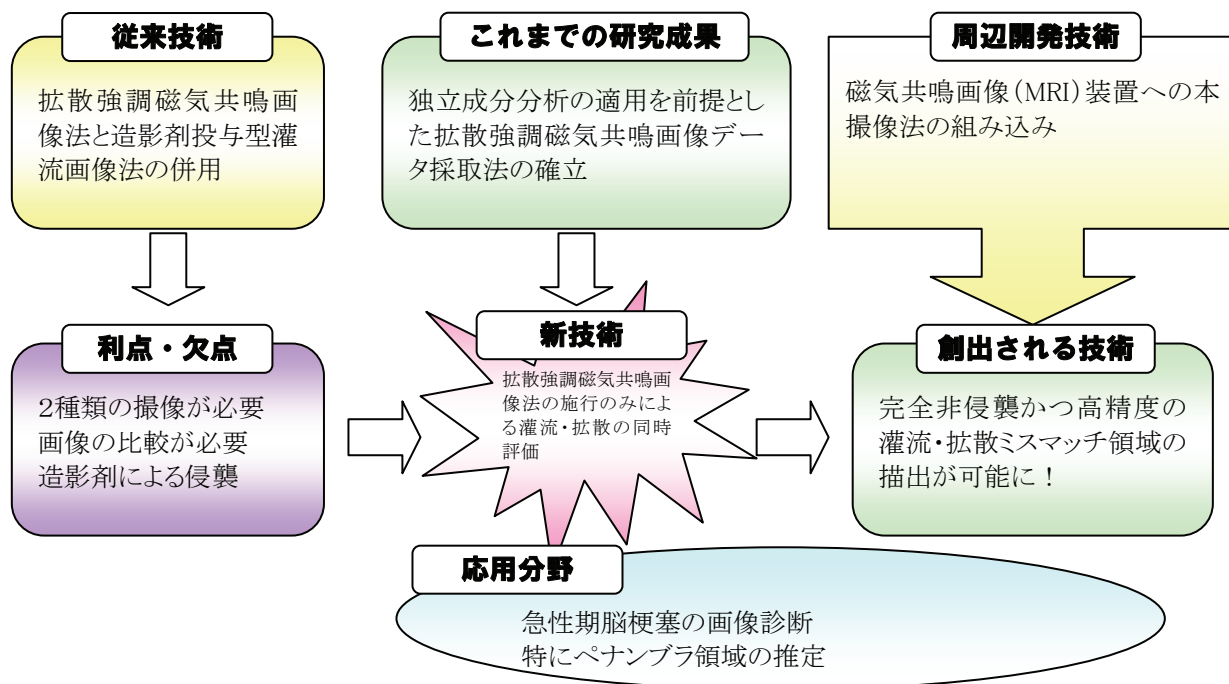 従来技術
拡散強調磁気共鳴画
像法と造影剤投与型灌
流画像法の併用
これまでの研究成果
独立成分分析の適用を前提とし
た拡散強調磁気共鳴画像デー
タ採取法の確立
周辺開発技術
磁気共鳴画像(MRI)装置への本
撮像法の組み込み
利点・欠点
2種類の撮像が必要
画像の比較が必要
造影剤による侵襲
新技術
拡散強調磁気共鳴画
像法の施行のみによ
る灌流・拡散の同時
評価
創出される技術
完全非侵襲かつ高精度の
灌流・拡散ミスマッチ領域の
描出が可能に！
応用分野
急性期脳梗塞の画像診断
特にペナンブラ領域の推定